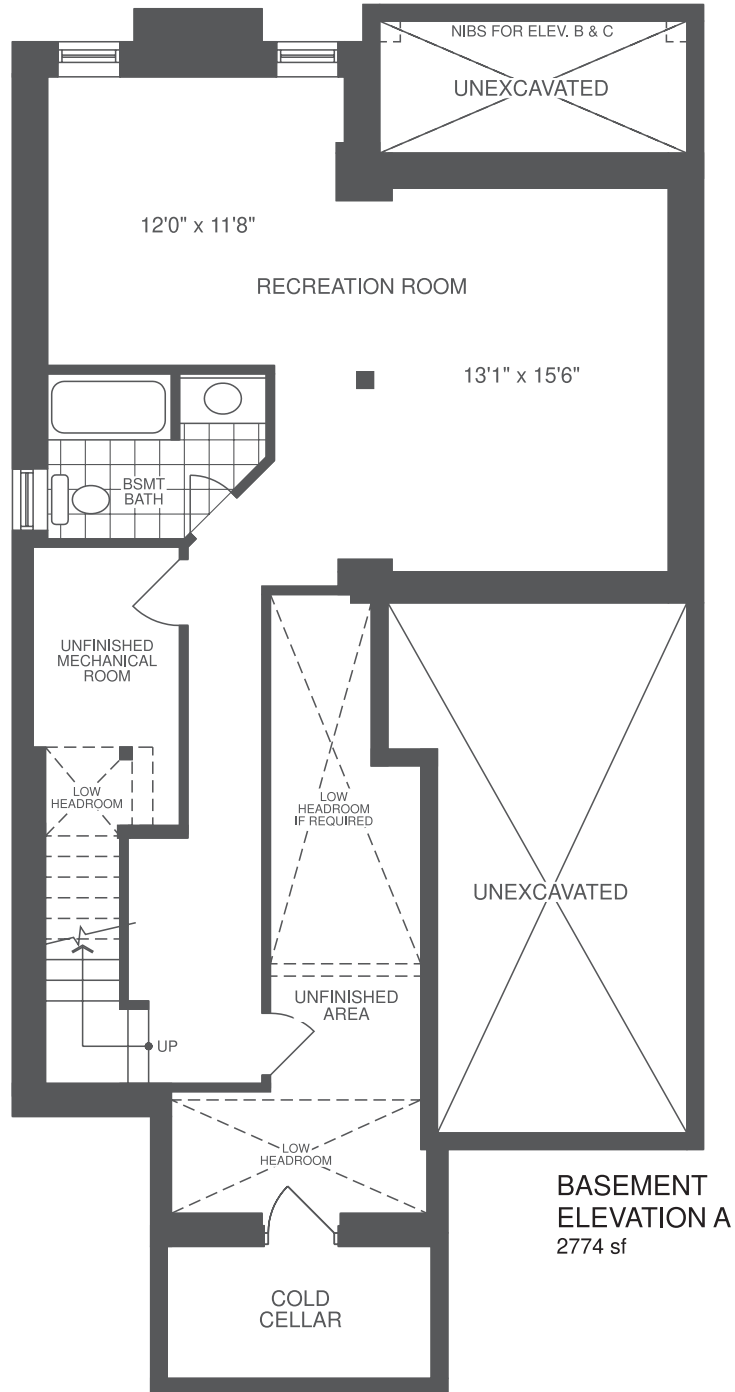 NIBS FOR ELEV. B & C
UNEXCAVATED
12'0" x 11'8"
RECREATION ROOM
13'1" x 15'6"
BSMT
BATH
UNFINISHED
MECHANICAL
ROOM
LOW
HEADROOM
LOW
HEADROOM
IF REQUIRED
UNEXCAVATED
UNFINISHED
AREA
UP
LOW
HEADROOM
BASEMENT
ELEVATION A
2774 sf
COLD
CELLAR